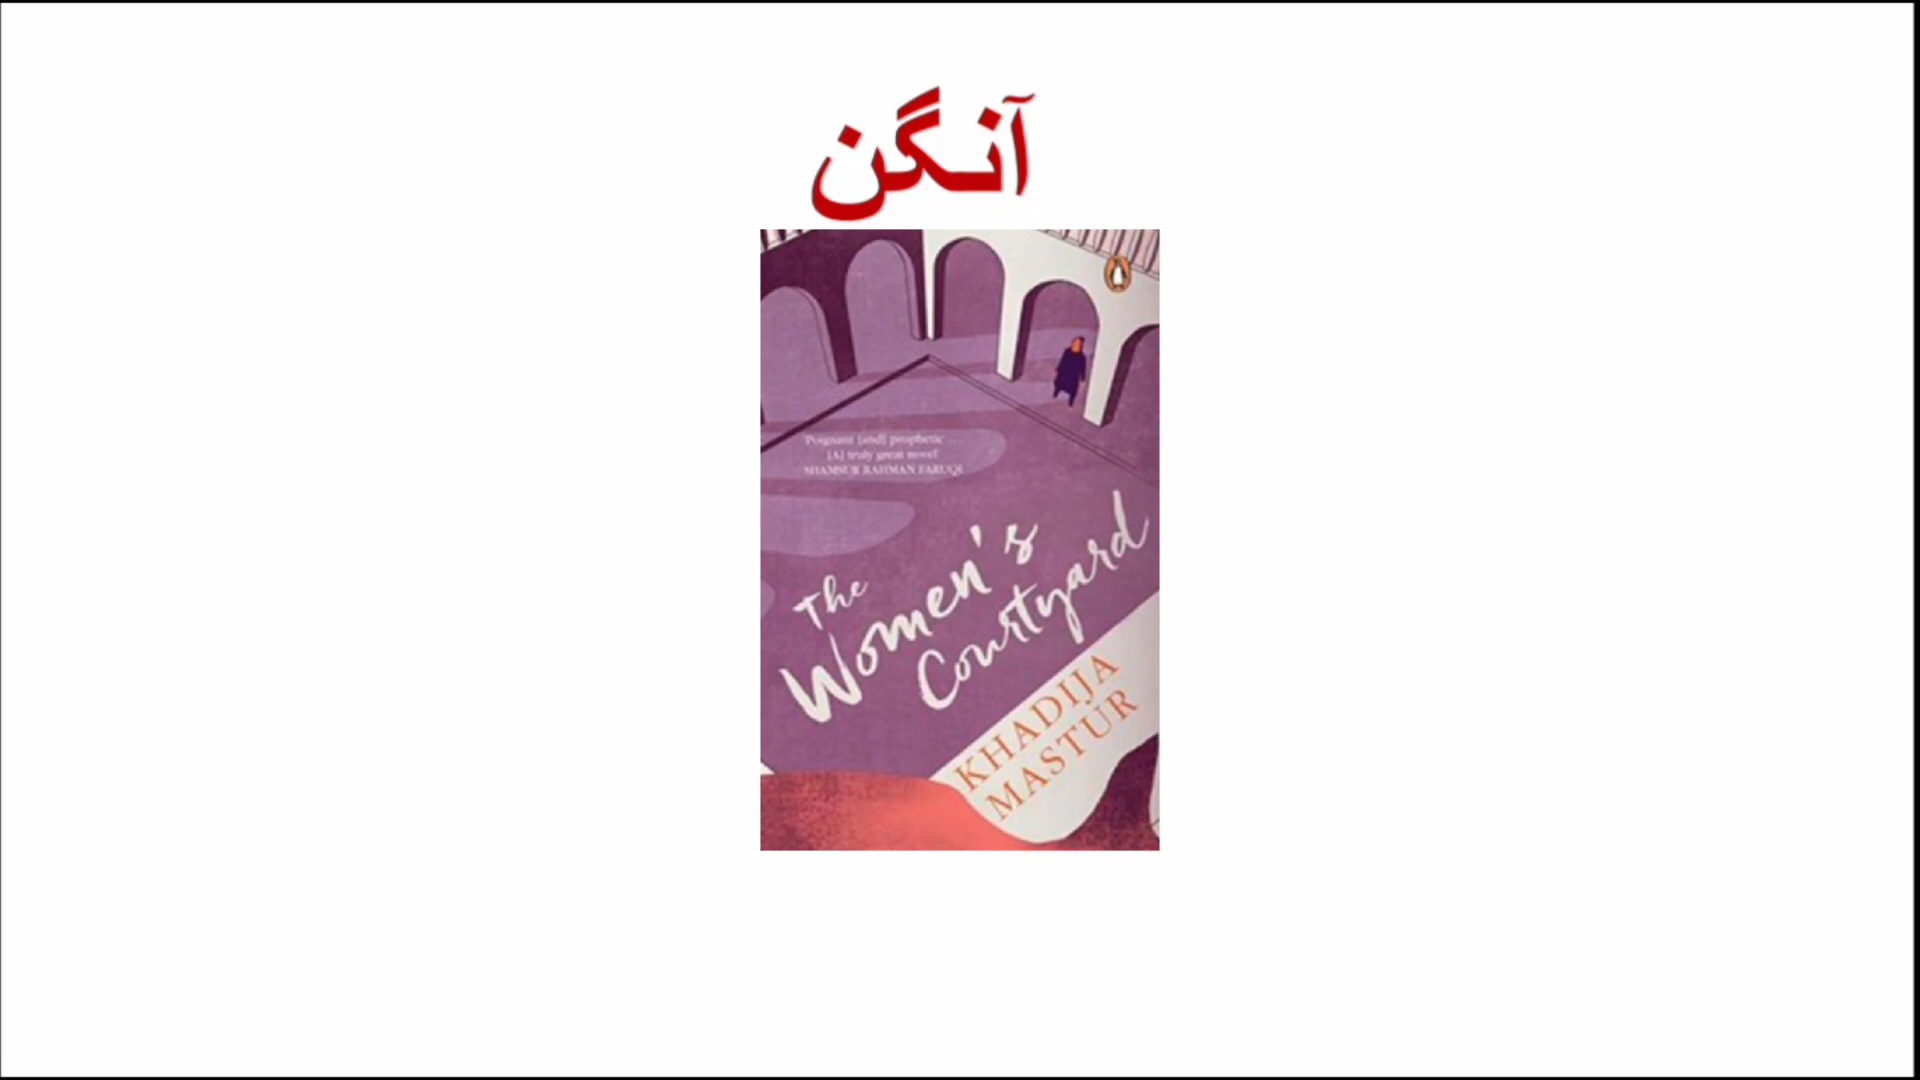 آنگن
'Poignant [and] prophetic ...
[A] truly great novel'
SHAMSUR RAHMAN FARUQI
The
Women's
Courtyard
KHADIJA
MASTUR